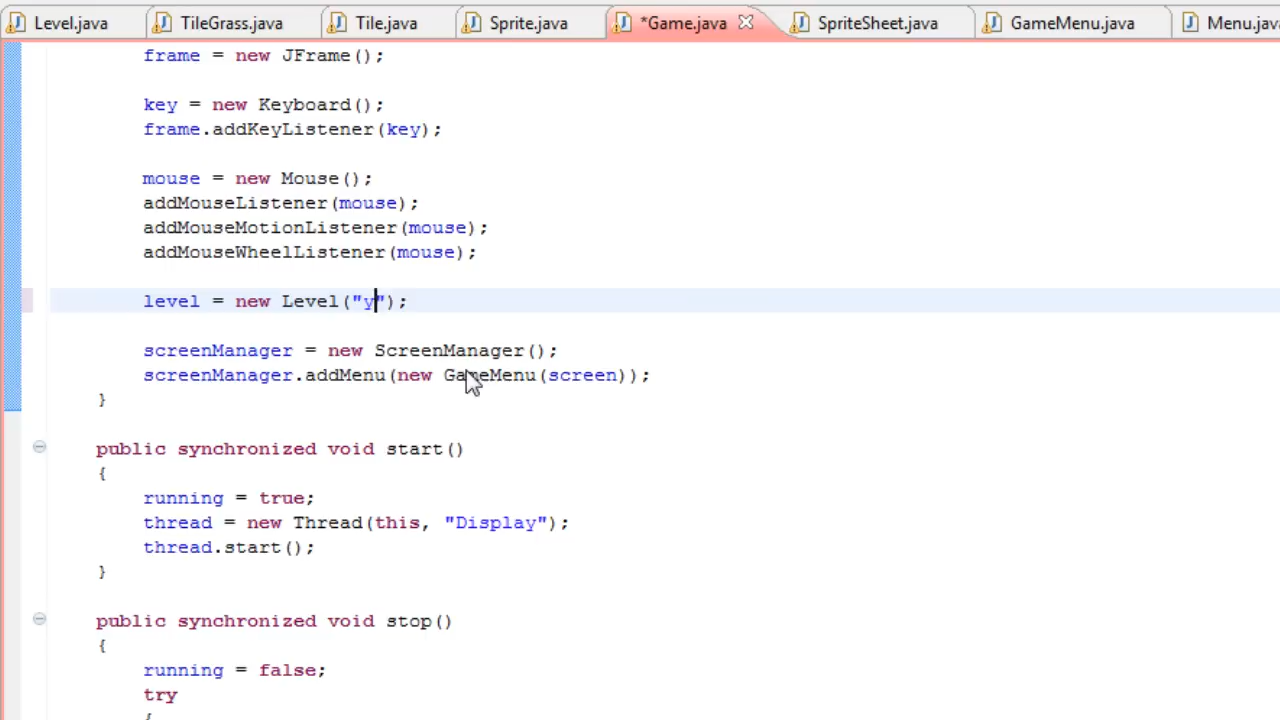 Level.java TileGrass.java Tile.java Sprite.java *Game.java SpriteSheet.java GameMenu.java Menu.jav
frame = new JFrame();
key = new Keyboard();
frame.addKeyListener(key);
mouse = new Mouse();
addMouseListener(mouse);
addMouseMotionListener(mouse);
addMouseWheelListener(mouse);
level = new Level("y");
screenManager = new ScreenManager();
screenManager.addMenu(new GameMenu(screen));
}
public synchronized void start()
{
running = true;
thread = new Thread(this, "Display");
thread.start();
}
public synchronized void stop()
{
running = false;
try
{